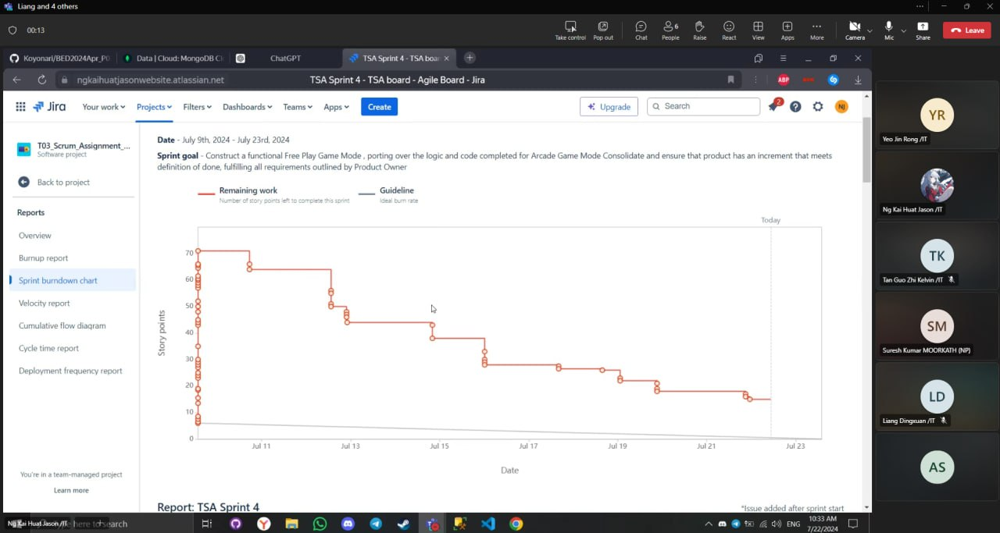 Liang and 4 others
00:13
Take control
Pop out
Chat
6
People
Raise
React
View
Apps
More
Camera
Mic
Share
Leave
Koyonari/BED2024Apr_P0
Data | Cloud: MongoDB Cl
ChatGPT
TSA Sprint 4 - TSA boar
ngkaihuatjasonwebsite.atlassian.net
TSA Sprint 4 - TSA board - Agile Board - Jira
ABP
Jira
Your work
Projects
Filters
Dashboards
Teams
Apps
Create
Upgrade
Search
2
NJ
T03_Scrum_Assignment_...
Software project
Back to project
Reports
Overview
Burnup report
Sprint burndown chart
Velocity report
Cumulative flow diagram
Cycle time report
Deployment frequency report
You're in a team-managed project
Learn more
Date - July 9th, 2024 - July 23rd, 2024
Sprint goal - Construct a functional Free Play Game Mode , porting over the logic and code completed for Arcade Game Mode Consolidate and ensure that product has an increment that meets
definition of done, fulfilling all requirements outlined by Product Owner
Remaining work
Number of story points left to complete this sprint
Guideline
Ideal burn rate
Today
Story points
70
60
50
40
30
20
10
0
Jul 11
Jul 13
Jul 15
Jul 17
Jul 19
Jul 21
Jul 23
Date
Report: TSA Sprint 4
*Issue added after sprint start
YR
Yeo Jin Rong /IT
Ng Kai Huat Jason /IT
TK
Tan Guo Zhi Kelvin /IT
SM
Suresh Kumar MOORKATH (NP)
LD
Liang Dingxuan /IT
AS
Ng Kai Huat Jason /IT
here to search
ENG
10:33 AM
7/22/2024